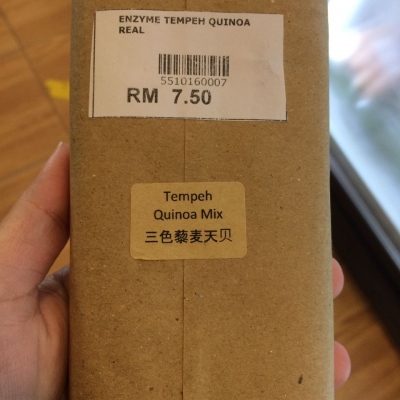 ENZYME TEMPEH QUINOA
REAL
5510160007
RM 7.50
Tempeh
Quinoa Mix
三色藜麦天贝